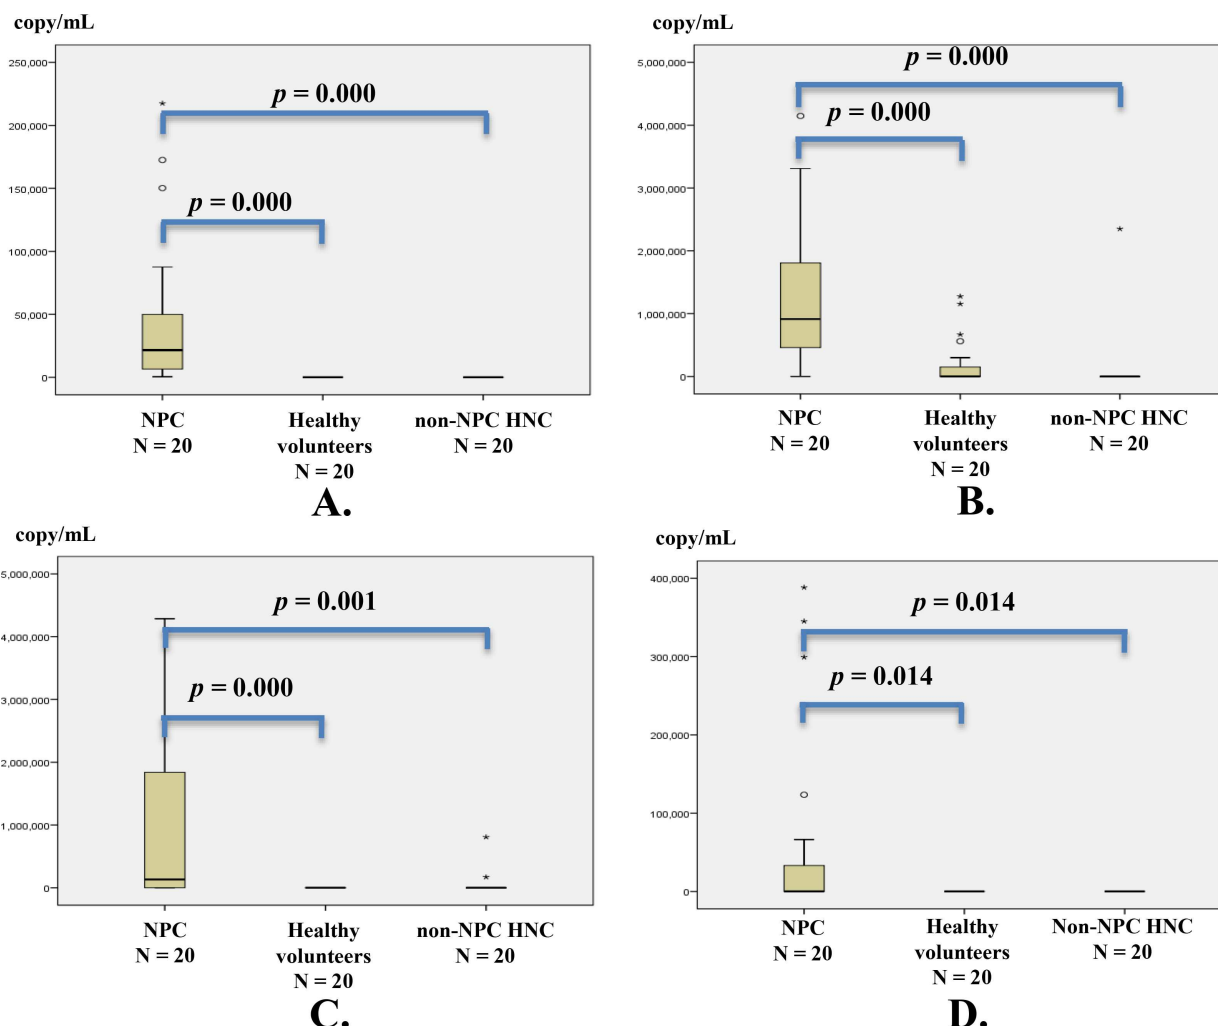 copy/mL
250,000
200,000
150,000
100,000
50,000
0
p = 0.000
p = 0.000
NPC
N = 20
Healthy
volunteers
N = 20
non-NPC HNC
N = 20
A.
copy/mL
5,000,000
4,000,000
3,000,000
2,000,000
1,000,000
0
p = 0.000
p = 0.000
NPC
N = 20
Healthy
volunteers
N = 20
non-NPC HNC
N = 20
B.
copy/mL
5,000,000
4,000,000
3,000,000
2,000,000
1,000,000
0
p = 0.001
p = 0.000
NPC
N = 20
Healthy
volunteers
N = 20
non-NPC HNC
N = 20
C.
copy/mL
400,000
300,000
200,000
100,000
0
p = 0.014
p = 0.014
NPC
N = 20
Healthy
volunteers
N = 20
Non-NPC HNC
N = 20
D.